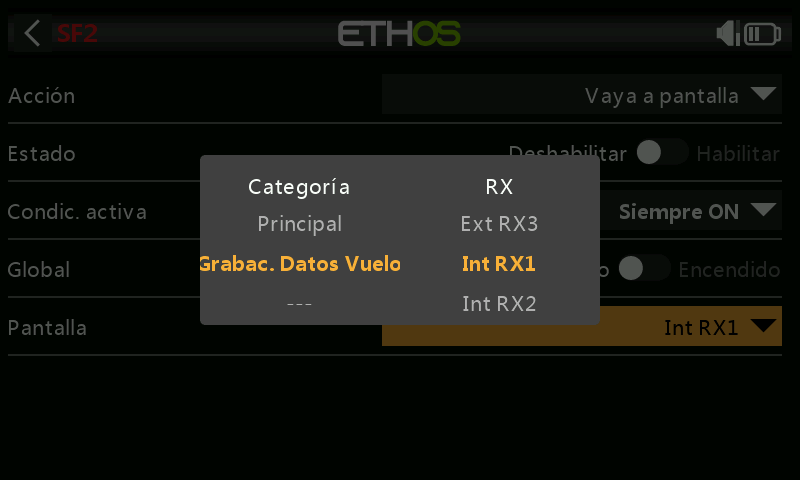 SF2 ETHOS
Acción Vaya a pantalla
Estado Deshabilitar Habilitar
Categoría RX
Condic. activa Siempre ON
Principal Ext RX3
Grabac. Datos Vuelo Int RX1
Global Encendido
--- Int RX2
Pantalla Int RX1